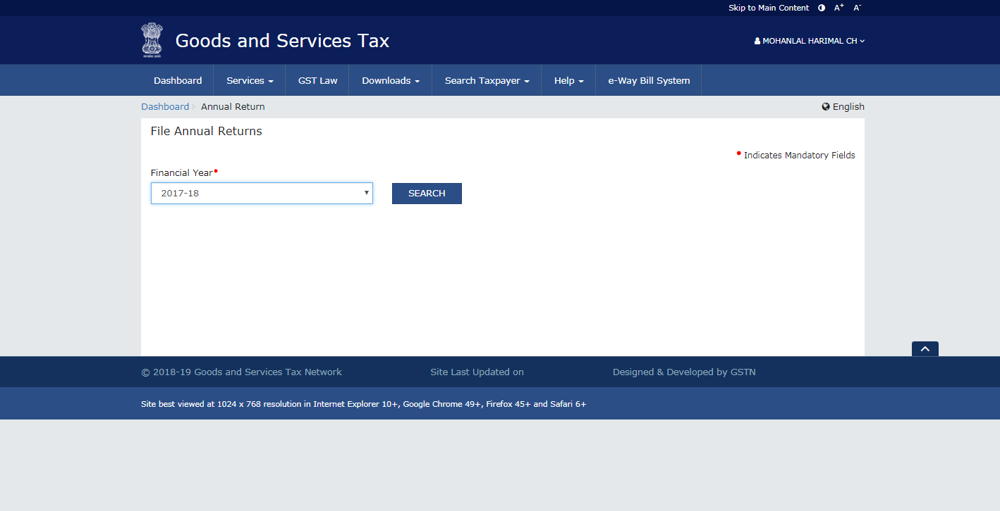 Skip to Main Content A+ A-
Goods and Services Tax
MOHANLAL HARIMAL CH
Dashboard Services GST Law Downloads Search Taxpayer Help e-Way Bill System
Dashboard Annual Return English
File Annual Returns
• Indicates Mandatory Fields
Financial Year•
2017-18 SEARCH
© 2018-19 Goods and Services Tax Network Site Last Updated on Designed & Developed by GSTN
Site best viewed at 1024 x 768 resolution in Internet Explorer 10+, Google Chrome 49+, Firefox 45+ and Safari 6+